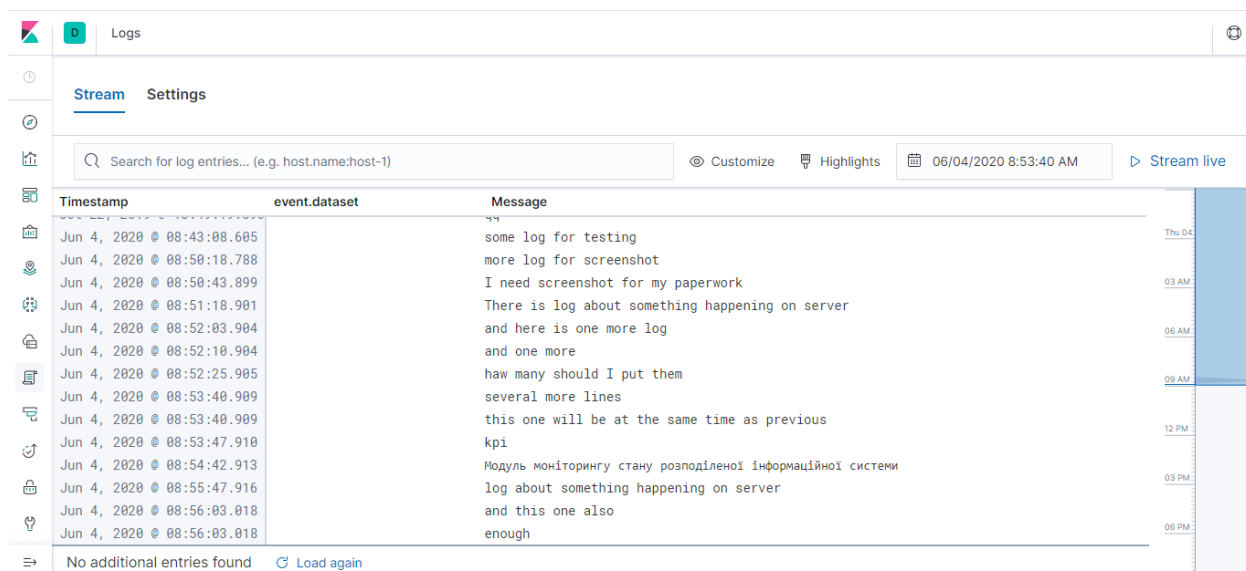 D Logs
Stream Settings
Search for log entries... (e.g. host.name:host-1) Customize Highlights 06/04/2020 8:53:40 AM Stream live
Timestamp event.dataset Message
qq
Jun 4, 2020 @ 08:43:08.605 some log for testing
Jun 4, 2020 @ 08:50:18.788 more log for screenshot
Jun 4, 2020 @ 08:50:43.899 I need screenshot for my paperwork
Jun 4, 2020 @ 08:51:18.901 There is log about something happening on server
Jun 4, 2020 @ 08:52:03.904 and here is one more log
Jun 4, 2020 @ 08:52:10.904 and one more
Jun 4, 2020 @ 08:52:25.905 haw many should I put them
Jun 4, 2020 @ 08:53:40.909 several more lines
Jun 4, 2020 @ 08:53:40.909 this one will be at the same time as previous
Jun 4, 2020 @ 08:53:47.910 kpi
Jun 4, 2020 @ 08:54:42.913 Модуль моніторингу стану розподіленої інформаційної системи
Jun 4, 2020 @ 08:55:47.916 log about something happening on server
Jun 4, 2020 @ 08:56:03.018 and this one also
Jun 4, 2020 @ 08:56:03.018 enough
No additional entries found Load again
Thu 04
03 AM
06 AM
09 AM
12 PM
03 PM
06 PM